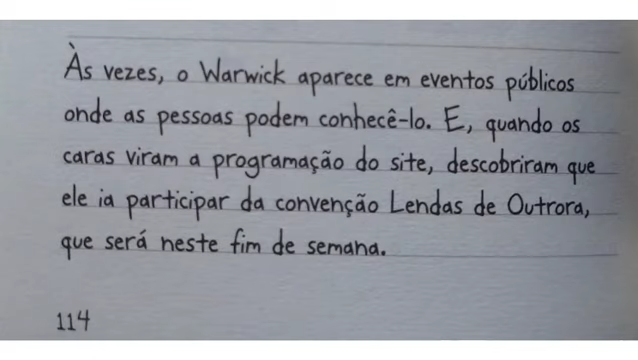 Às vezes, o Warwick aparece em eventos públicos
onde as pessoas podem conhecê-lo. E, quando os
caras viram a programação do site, descobriram que
ele ia participar da convenção Lendas de Outrora,
que será neste fim de semana.
114